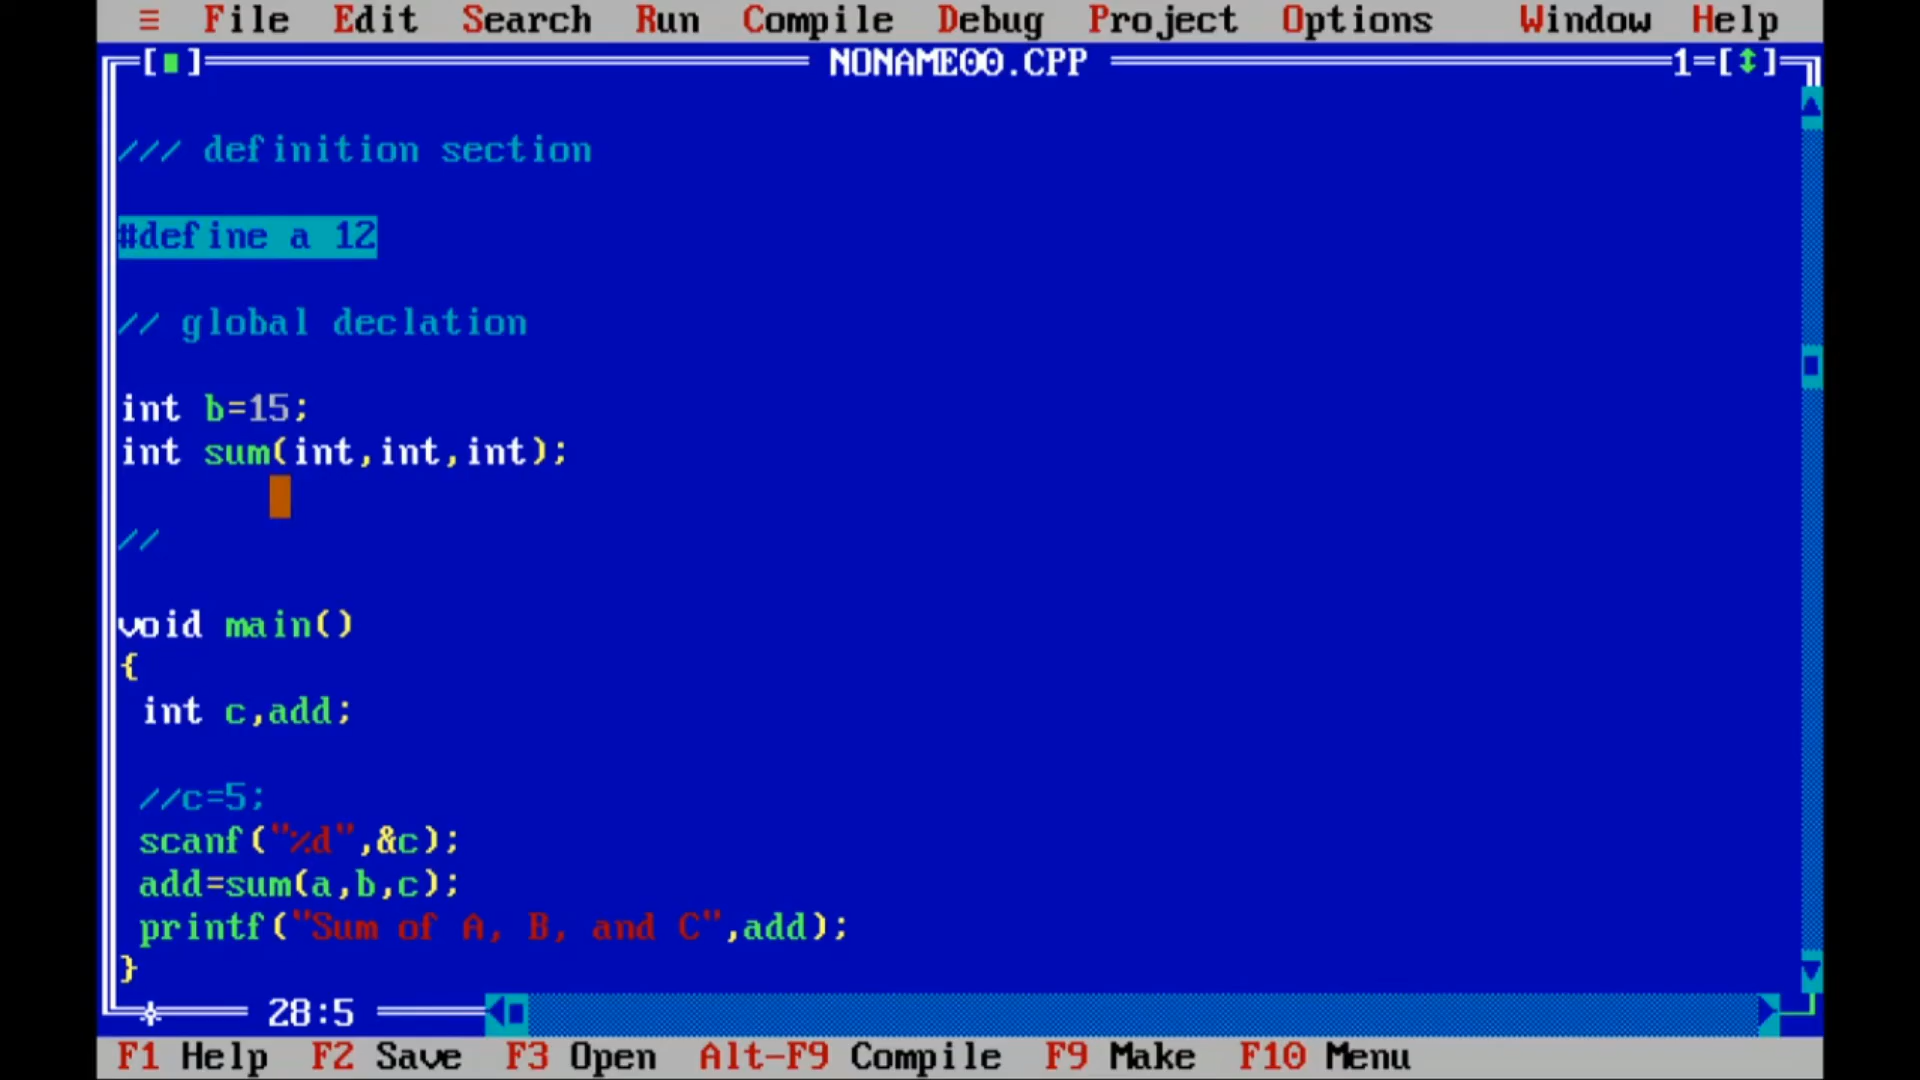 ≡ File Edit Search Run Compile Debug Project Options Window Help
[■] NONAME00.CPP 1=[↕]
/// definition section
#define a 12
// global declation
int b=15;
int sum(int,int,int);
//
void main()
{
int c,add;
//c=5;
scanf("%d",&c);
add=sum(a,b,c);
printf("Sum of A, B, and C",add);
}
28:5
F1 Help F2 Save F3 Open Alt-F9 Compile F9 Make F10 Menu